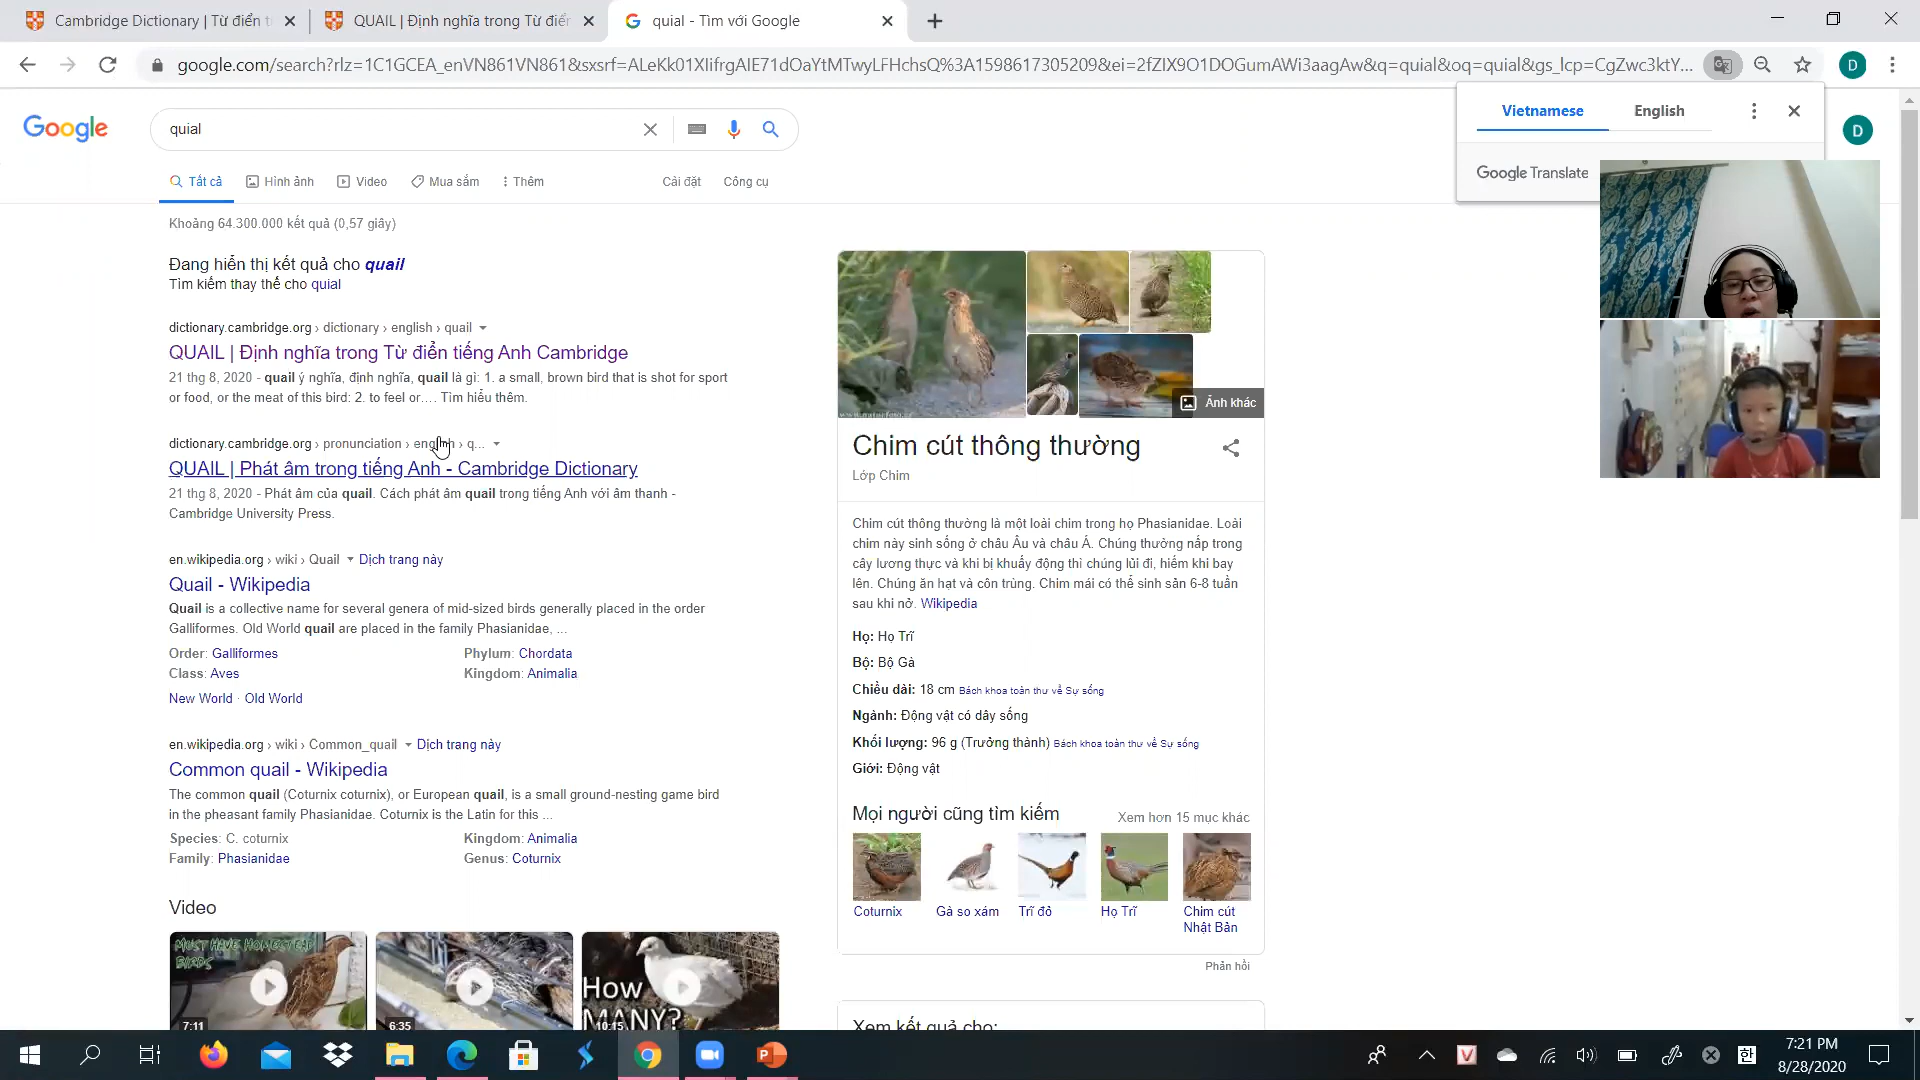 Cambridge Dictionary | Từ điển t
QUAIL | Định nghĩa trong Từ điển
quial - Tìm với Google
google.com/search?rlz=1C1GCEA_enVN861VN861&sxsrf=ALeKk01XIifrgAIE71dOaYtMTwyLFHchsQ%3A1598617305209&ei=2fZIX9O1DOGumAWi3aagAw&q=quial&oq=quial&gs_lcp=CgZwc3ktY...
D
Vietnamese English
Google Translate
Google
quial
D
Tất cả Hình ảnh Video Mua sắm Thêm Cài đặt Công cụ
Khoảng 64.300.000 kết quả (0,57 giây)
Đang hiển thị kết quả cho quail
Tìm kiếm thay thế cho quial
dictionary.cambridge.org › dictionary › english › quail
QUAIL | Định nghĩa trong Từ điển tiếng Anh Cambridge
21 thg 8, 2020 - quail ý nghĩa, định nghĩa, quail là gì: 1. a small, brown bird that is shot for sport
or food, or the meat of this bird: 2. to feel or…. Tìm hiểu thêm.
dictionary.cambridge.org › pronunciation › english › q...
QUAIL | Phát âm trong tiếng Anh - Cambridge Dictionary
21 thg 8, 2020 - Phát âm của quail. Cách phát âm quail trong tiếng Anh với âm thanh -
Cambridge University Press.
en.wikipedia.org › wiki › Quail Dịch trang này
Quail - Wikipedia
Quail is a collective name for several genera of mid-sized birds generally placed in the order
Galliformes. Old World quail are placed in the family Phasianidae, ...
Order: Galliformes Phylum: Chordata
Class: Aves Kingdom: Animalia
New World · Old World
en.wikipedia.org › wiki › Common_quail Dịch trang này
Common quail - Wikipedia
The common quail (Coturnix coturnix), or European quail, is a small ground-nesting game bird
in the pheasant family Phasianidae. Coturnix is the Latin for this ...
Species: C. coturnix Kingdom: Animalia
Family: Phasianidae Genus: Coturnix
Video
MUST HAVE HOMESTEAD
BIRDS
7:11
6:35
How
MANY?
10:15
Ảnh khác
Chim cút thông thường
Lớp Chim
Chim cút thông thường là một loài chim trong họ Phasianidae. Loài
chim này sinh sống ở châu Âu và châu Á. Chúng thường nấp trong
cây lương thực và khi bị khuấy động thì chúng lủi đi, hiếm khi bay
lên. Chúng ăn hạt và côn trùng. Chim mái có thể sinh sản 6-8 tuần
sau khi nở. Wikipedia
Họ: Họ Trĩ
Bộ: Bộ Gà
Chiều dài: 18 cm Bách khoa toàn thư về Sự sống
Ngành: Động vật có dây sống
Khối lượng: 96 g (Trưởng thành) Bách khoa toàn thư về Sự sống
Giới: Động vật
Mọi người cũng tìm kiếm Xem hơn 15 mục khác
Coturnix Gà so xám Trĩ đỏ Họ Trĩ Chim cút
Nhật Bản
Phản hồi
Xem kết quả cho:
한
7:21 PM
8/28/2020